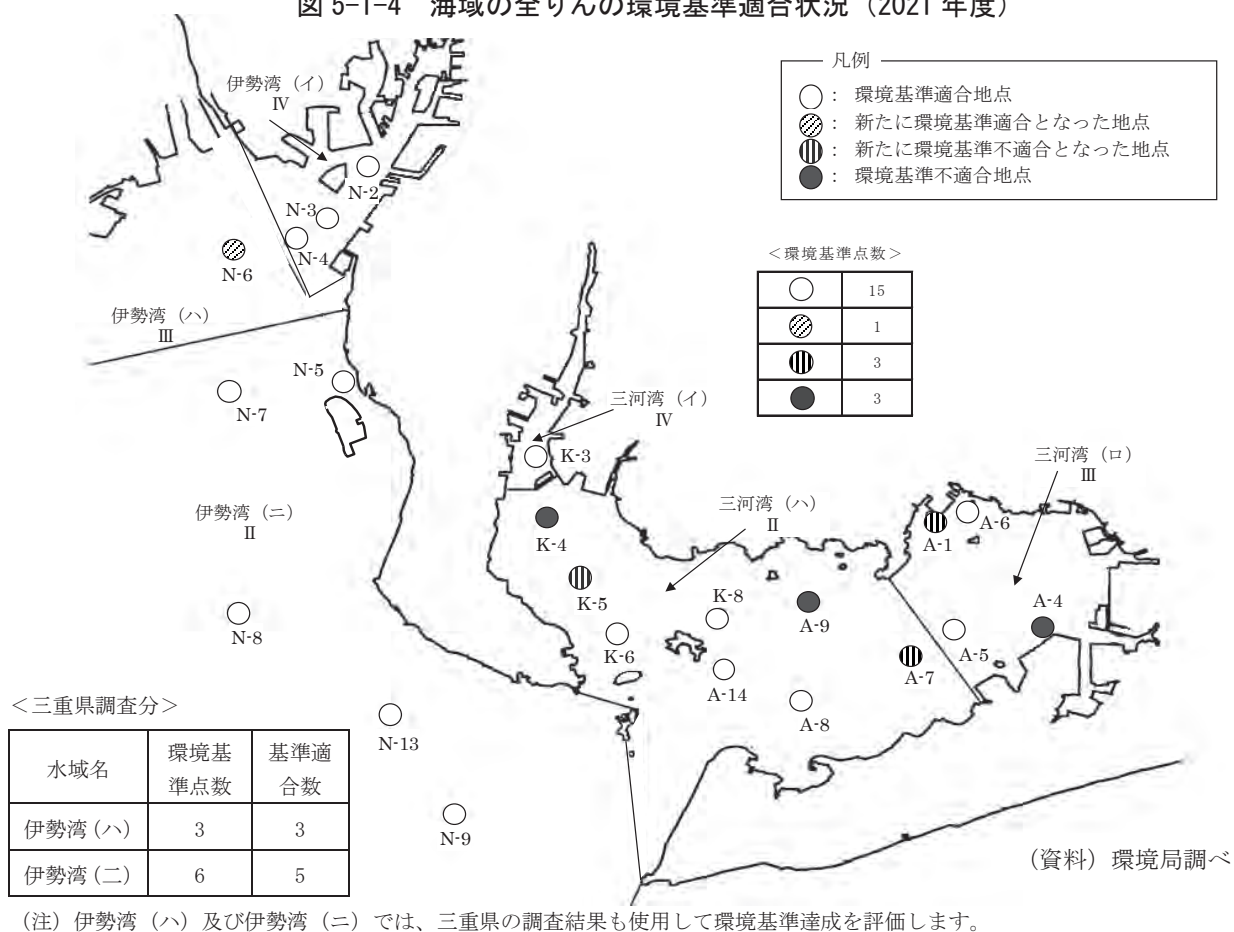 図 5-1-4 海域の全りんの環境基準適合状況（2021 年度）
凡例
○： 環境基準適合地点
： 新たに環境基準適合となった地点
： 新たに環境基準不適合となった地点
●： 環境基準不適合地点
伊勢湾（イ）
Ⅳ
N-2
N-3
N-4
N-6
＜環境基準点数＞
15
1
3
3
伊勢湾（ハ）
Ⅲ
N-5
N-7
三河湾（イ）
Ⅳ
K-3
三河湾（ロ）
Ⅲ
伊勢湾（ニ）
Ⅱ
三河湾（ハ）
Ⅱ
K-4
A-6
A-1
K-5
K-8
A-9
A-4
N-8
K-6
A-5
A-7
A-14
A-8
N-13
N-9
＜三重県調査分＞
水域名 環境基準点数 基準適合数
伊勢湾（ハ） 3 3
伊勢湾（ニ） 6 5
（資料）環境局調べ
（注）伊勢湾（ハ）及び伊勢湾（ニ）では、三重県の調査結果も使用して環境基準達成を評価します。